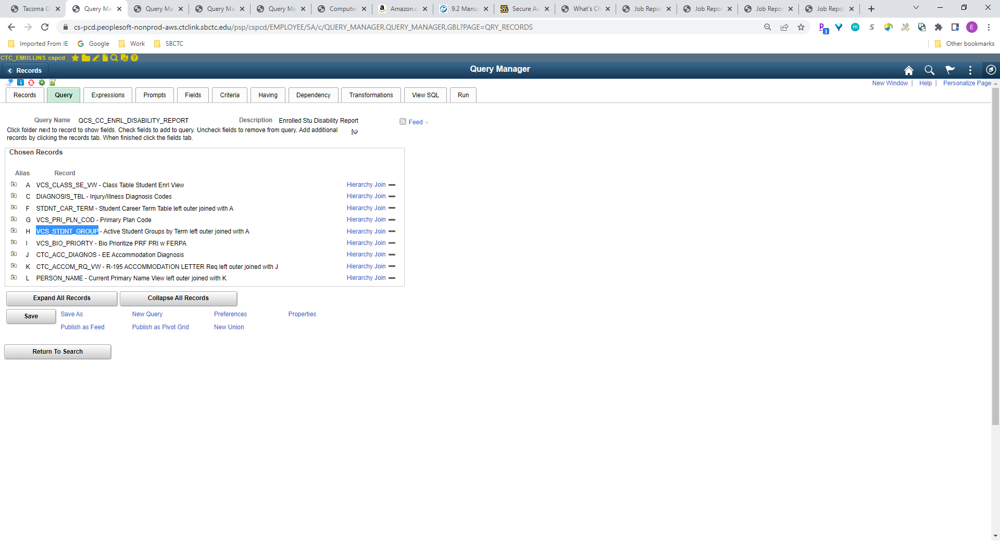 Tacoma C
Query Ma
Query Ma
Query Ma
Query Ma
Computer
Amazon.c
9.2 Manua
Secure Ac
What's Ch
Job Repor
Job Repor
Job Repor
Job Repor
cs-pcd.peoplesoft-nonprod-aws.ctclink.sbctc.edu/psp/cspcd/EMPLOYEE/SA/c/QUERY_MANAGER.QUERY_MANAGER.GBL?PAGE=QRY_RECORDS
Imported From IE Google Work SBCTC Other bookmarks
CTC_EMULLINS cspcd
Records Query Manager
New Window | Help | Personalize Page
Records Query Expressions Prompts Fields Criteria Having Dependency Transformations View SQL Run
Query Name QCS_CC_ENRL_DISABILITY_REPORT Description Enrolled Stu Disability Report Feed
Click folder next to record to show fields. Check fields to add to query. Uncheck fields to remove from query. Add additional
records by clicking the records tab. When finished click the fields tab.
Chosen Records
Alias Record
A VCS_CLASS_SE_VW - Class Table Student Enrl View Hierarchy Join
C DIAGNOSIS_TBL - Injury/Illness Diagnosis Codes Hierarchy Join
F STDNT_CAR_TERM - Student Career Term Table left outer joined with A Hierarchy Join
G VCS_PRI_PLN_COD - Primary Plan Code Hierarchy Join
H VCS_STDNT_GROUP - Active Student Groups by Term left outer joined with A Hierarchy Join
I VCS_BIO_PRIORTY - Bio Prioritize PRF PRI w FERPA Hierarchy Join
J CTC_ACC_DIAGNOS - EE Accommodation Diagnosis Hierarchy Join
K CTC_ACCOM_RQ_VW - R-195 ACCOMMODATION LETTER Req left outer joined with J Hierarchy Join
L PERSON_NAME - Current Primary Name View left outer joined with K Hierarchy Join
Expand All Records Collapse All Records
Save Save As New Query Preferences Properties
Publish as Feed Publish as Pivot Grid New Union
Return To Search